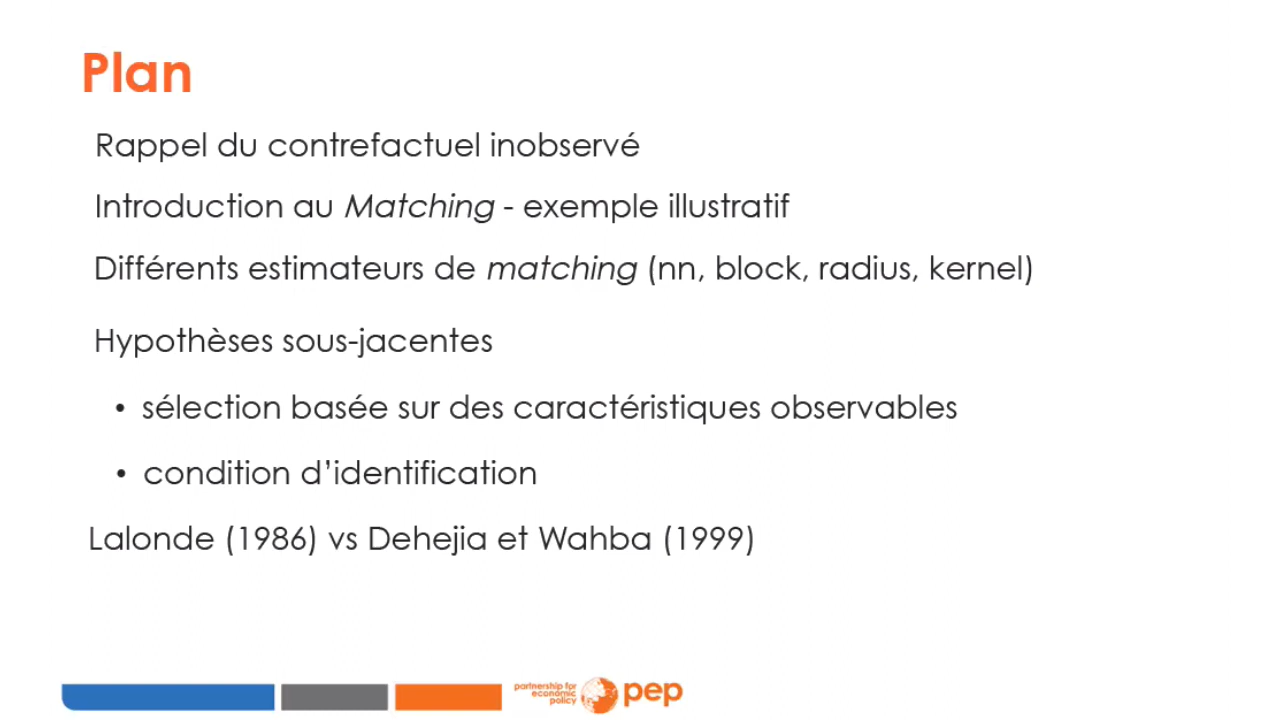 Plan
Rappel du contrefactuel inobservé
Introduction au Matching - exemple illustratif
Différents estimateurs de matching (nn, block, radius, kernel)
Hypothèses sous-jacentes
• sélection basée sur des caractéristiques observables
• condition d’identification
Lalonde (1986) vs Dehejia et Wahba (1999)
partnership for
economic
policy
pep